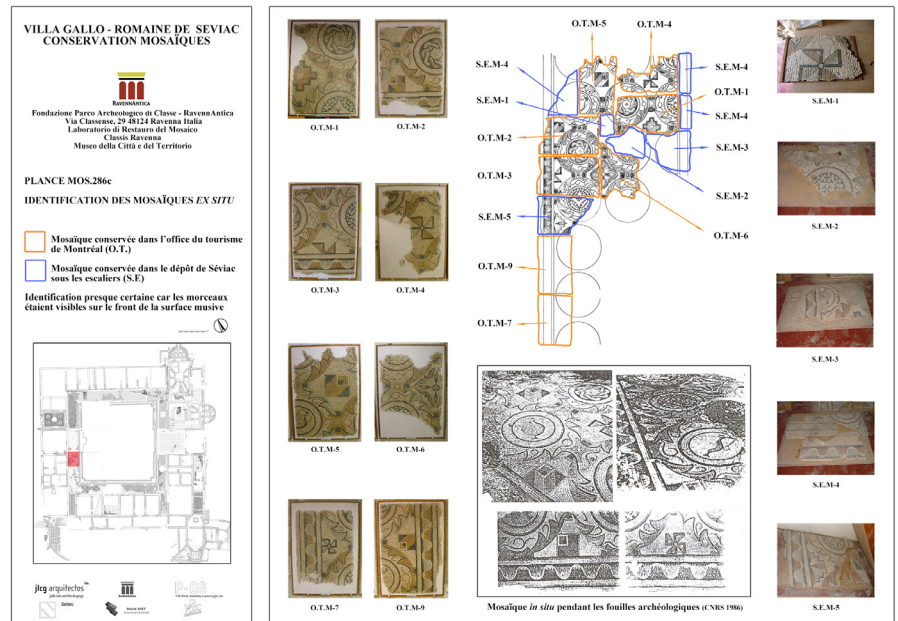 VILLA GALLO - ROMAINE DE SEVIAC
CONSERVATION MOSAÏQUES
RAVENNANTICA
Fondazione Parco Archeologico di Classe - RavennAntica
Via Classense, 29 48124 Ravenna Italia
Laboratorio di Restauro del Mosaico
Classis Ravenna
Museo della Città e del Territorio
PLANCE MOS.286c
IDENTIFICATION DES MOSAÏQUES EX SITU
Mosaïque conservée dans l'office du tourisme
de Montréal (O.T.)
Mosaïque conservée dans le dépôt de Séviac
sous les escaliers (S.E)
Identification presque certaine car les morceaux
étaient visibles sur le front de la surface musive
jlcg arquitectos
O.T.M-1
O.T.M-2
O.T.M-3
O.T.M-4
O.T.M-5
O.T.M-6
O.T.M-7
O.T.M-9
O.T.M-5
O.T.M-4
S.E.M-4
S.E.M-4
S.E.M-1
O.T.M-1
S.E.M-4
O.T.M-2
S.E.M-3
O.T.M-3
S.E.M-2
S.E.M-5
O.T.M-6
O.T.M-9
O.T.M-7
Mosaïque in situ pendant les fouilles archéologiques (CNRS 1986)
S.E.M-1
S.E.M-2
S.E.M-3
S.E.M-4
S.E.M-5